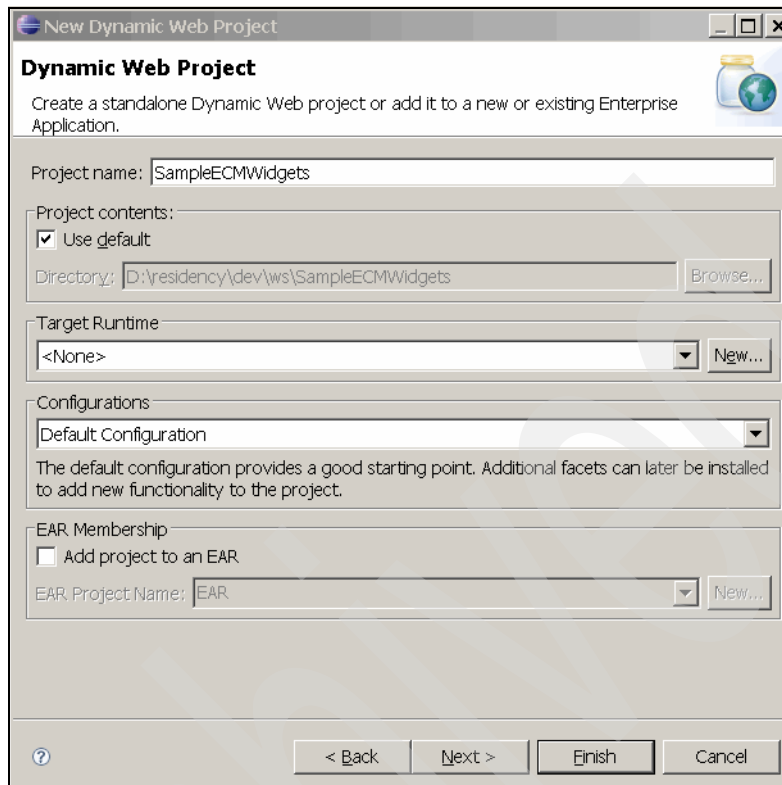 New Dynamic Web Project
Dynamic Web Project
Create a standalone Dynamic Web project or add it to a new or existing Enterprise
Application.
Project name: SampleECMWidgets
Project contents:
Use default
Directory: D:\residency\dev\ws\SampleECMWidgets Browse...
Target Runtime
<None> New...
Configurations
Default Configuration
The default configuration provides a good starting point. Additional facets can later be installed
to add new functionality to the project.
EAR Membership
Add project to an EAR
EAR Project Name: EAR New...
? < Back Next > Finish Cancel